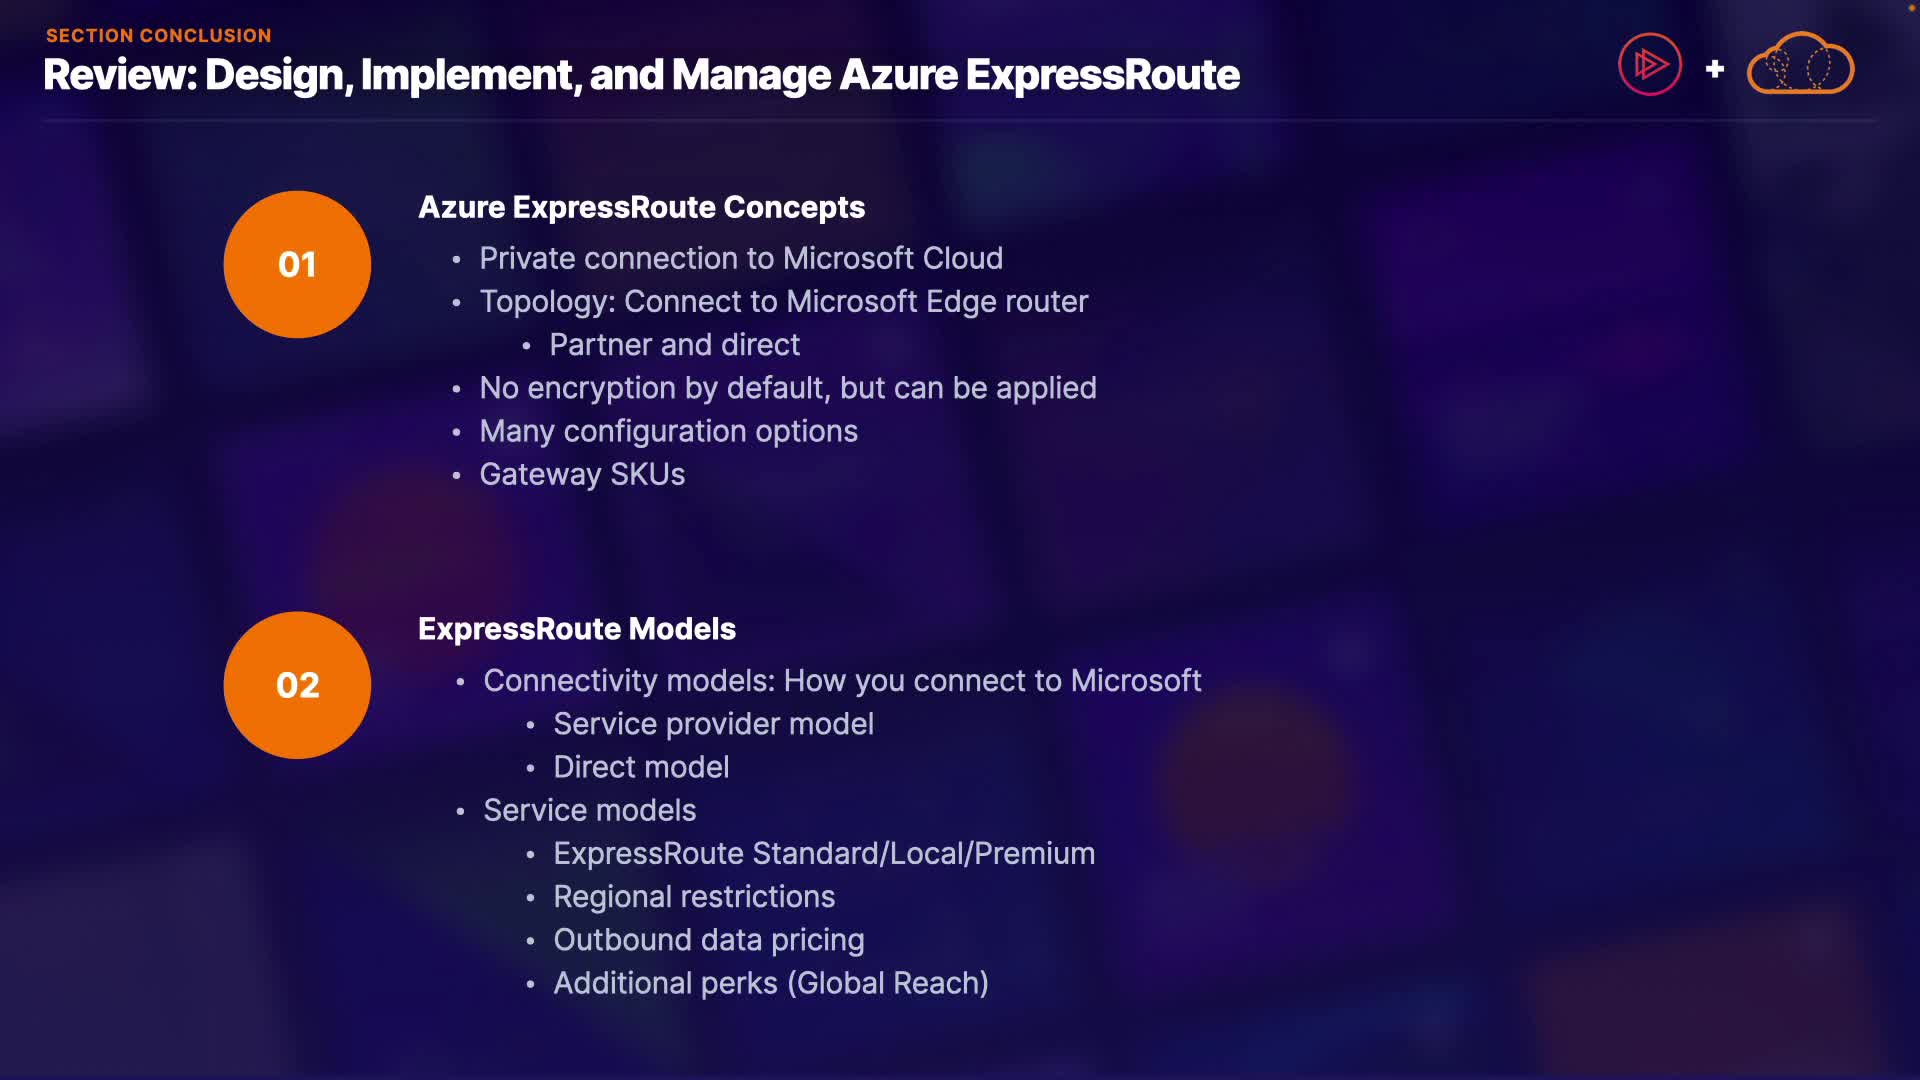 SECTION CONCLUSION
Review: Design, Implement, and Manage Azure ExpressRoute
+
01
Azure ExpressRoute Concepts
• Private connection to Microsoft Cloud
• Topology: Connect to Microsoft Edge router
• Partner and direct
• No encryption by default, but can be applied
• Many configuration options
• Gateway SKUs
02
ExpressRoute Models
• Connectivity models: How you connect to Microsoft
• Service provider model
• Direct model
• Service models
• ExpressRoute Standard/Local/Premium
• Regional restrictions
• Outbound data pricing
• Additional perks (Global Reach)